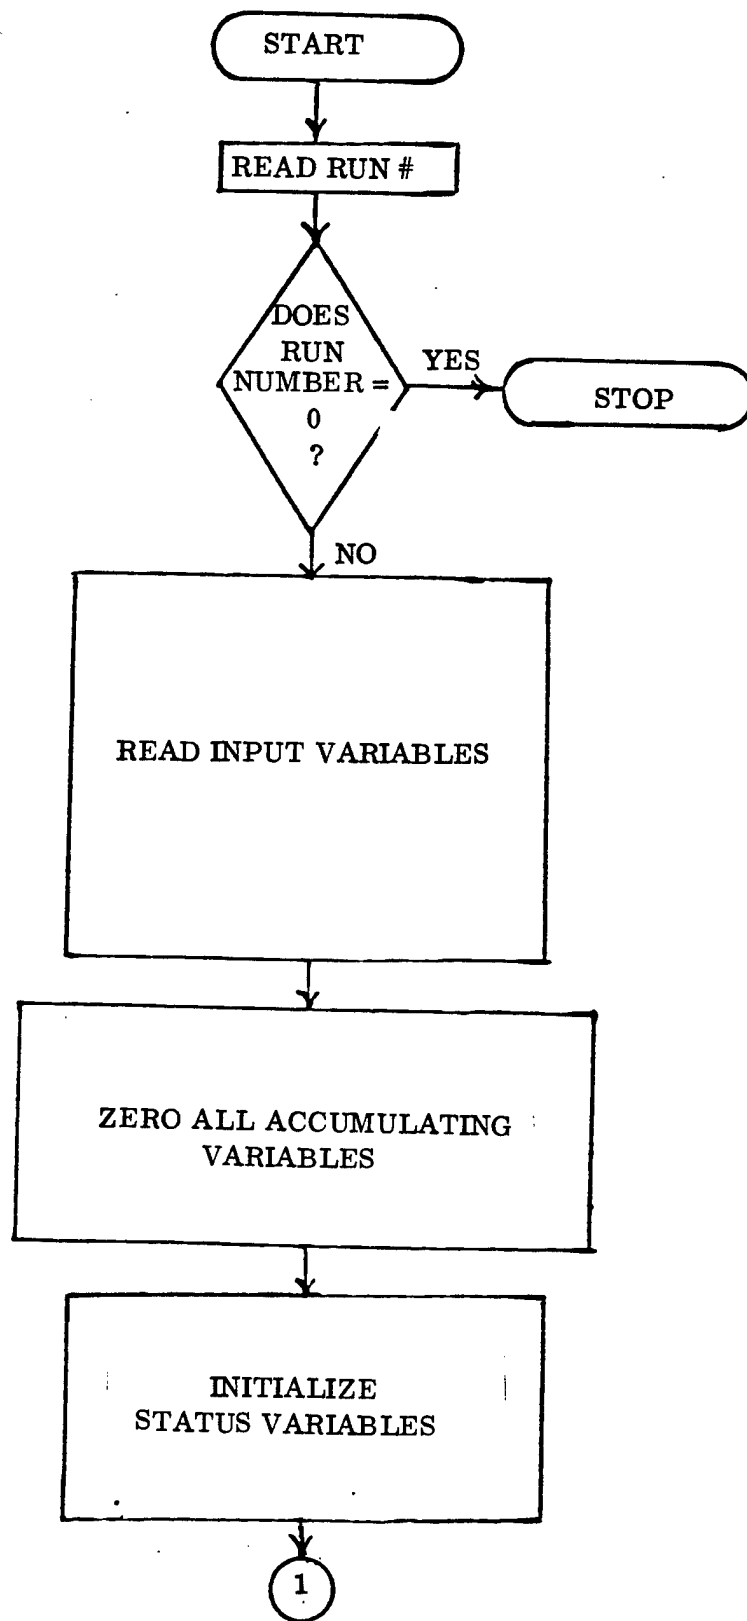 START
READ RUN #
DOES
RUN
NUMBER =
0
?
YES
STOP
NO
READ INPUT VARIABLES
ZERO ALL ACCUMULATING
VARIABLES
INITIALIZE
STATUS VARIABLES
1